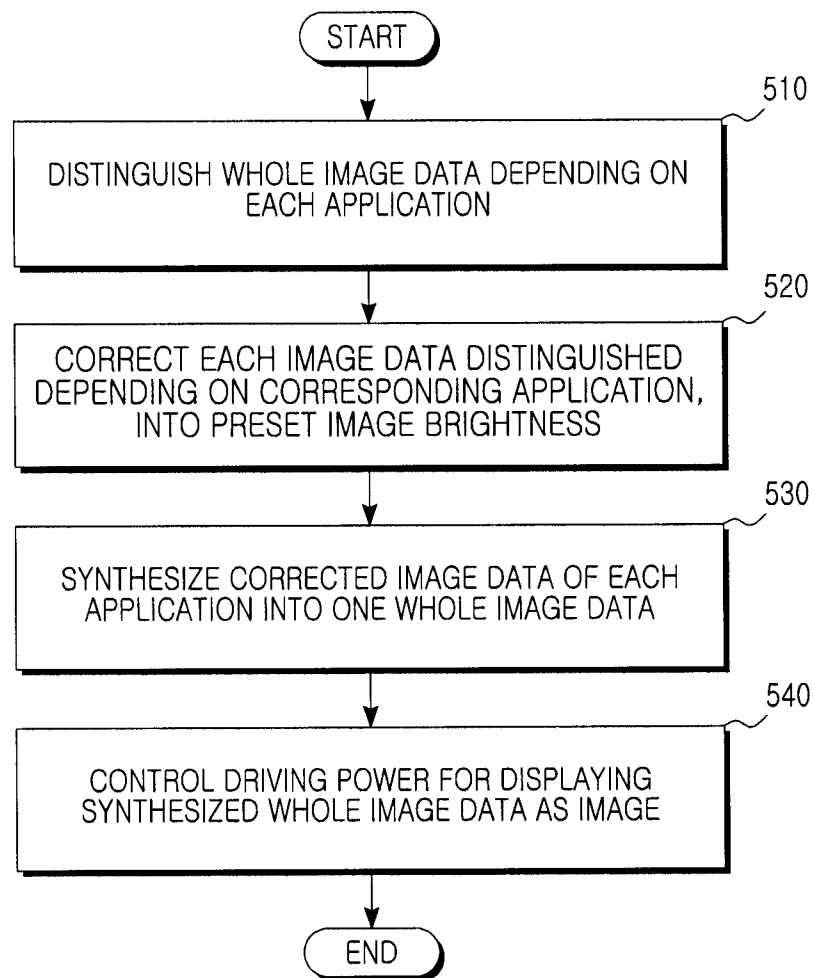 START
510
DISTINGUISH WHOLE IMAGE DATA DEPENDING ON
EACH APPLICATION
520
CORRECT EACH IMAGE DATA DISTINGUISHED
DEPENDING ON CORRESPONDING APPLICATION,
INTO PRESET IMAGE BRIGHTNESS
530
SYNTHESIZE CORRECTED IMAGE DATA OF EACH
APPLICATION INTO ONE WHOLE IMAGE DATA
540
CONTROL DRIVING POWER FOR DISPLAYING
SYNTHESIZED WHOLE IMAGE DATA AS IMAGE
END